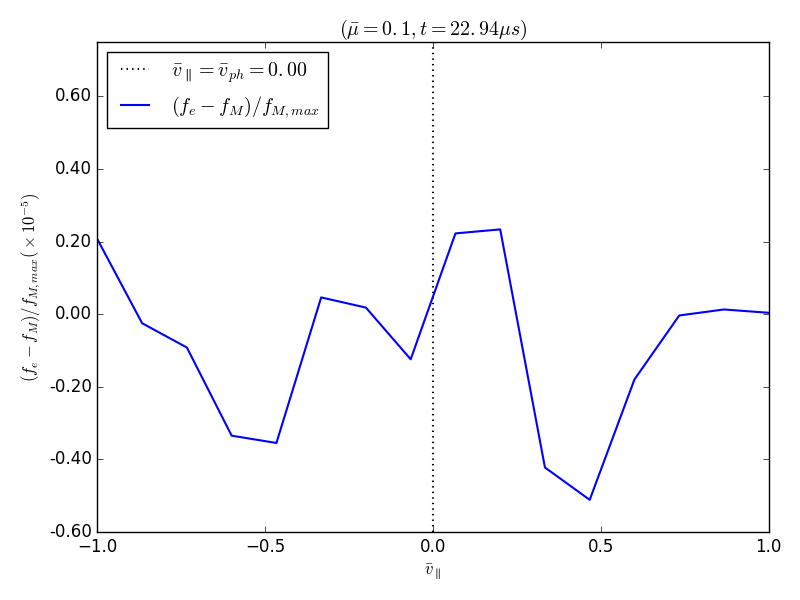 (μ̄ = 0.1, t = 22.94μs)
v̄∥ = v̄ph = 0.00
(fe − fM)/fM,max
0.60
0.40
0.20
0.00
-0.20
-0.40
-0.60
(fe − fM)/fM,max(×10⁻⁵)
−1.0 −0.5 0.0 0.5 1.0
v̄∥